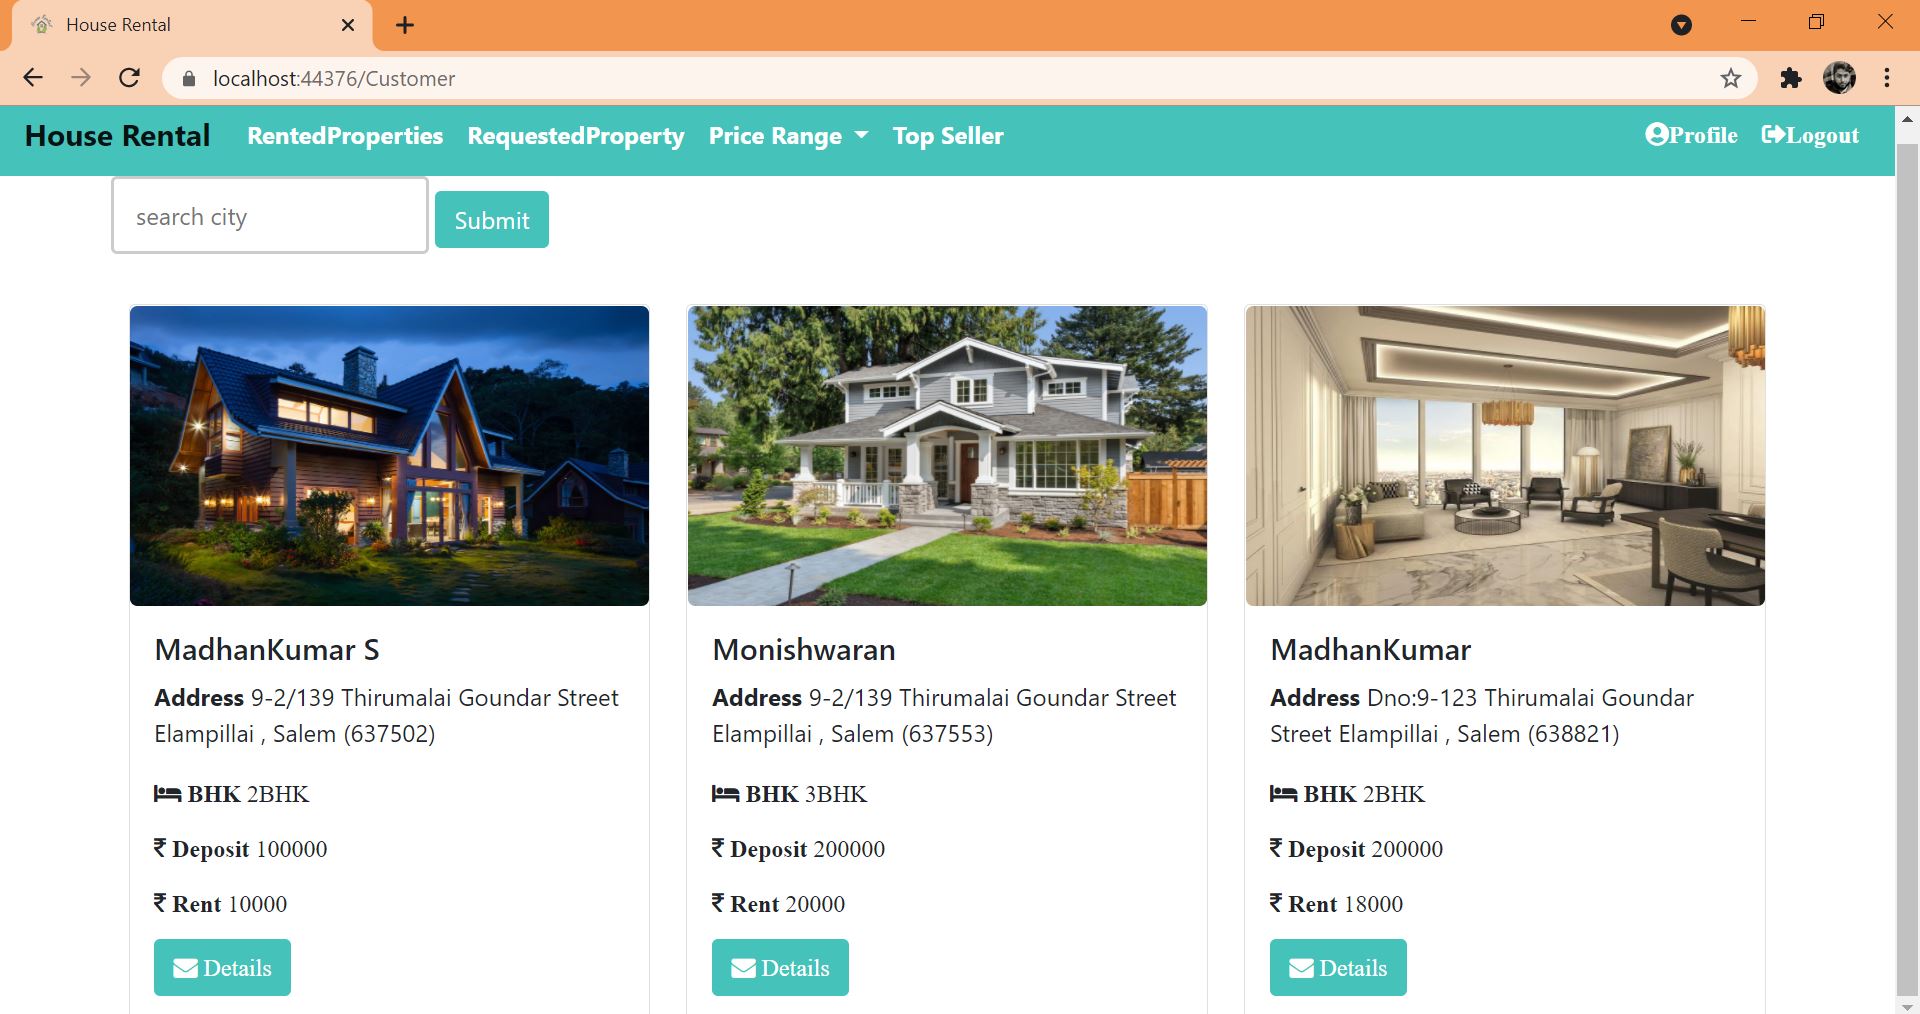 House Rental
localhost:44376/Customer
House Rental RentedProperties RequestedProperty Price Range Top Seller Profile Logout
search city Submit
MadhanKumar S
Address 9-2/139 Thirumalai Goundar Street
Elampillai , Salem (637502)
BHK 2BHK
₹ Deposit 100000
₹ Rent 10000
Details
Monishwaran
Address 9-2/139 Thirumalai Goundar Street
Elampillai , Salem (637553)
BHK 3BHK
₹ Deposit 200000
₹ Rent 20000
Details
MadhanKumar
Address Dno:9-123 Thirumalai Goundar
Street Elampillai , Salem (638821)
BHK 2BHK
₹ Deposit 200000
₹ Rent 18000
Details